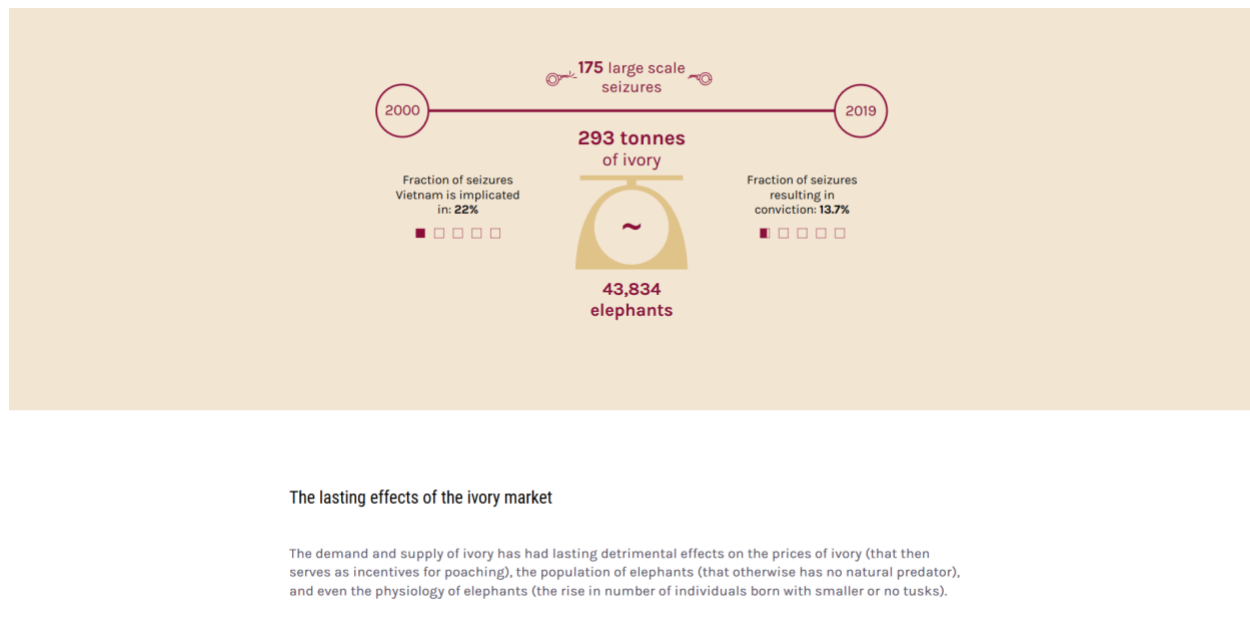 175 large scale
seizures
2000
2019
293 tonnes
of ivory
Fraction of seizures
Vietnam is implicated
in: 22%
Fraction of seizures
resulting in
conviction: 13.7%
~
43,834
elephants
The lasting effects of the ivory market
The demand and supply of ivory has had lasting detrimental effects on the prices of ivory (that then
serves as incentives for poaching), the population of elephants (that otherwise has no natural predator),
and even the physiology of elephants (the rise in number of individuals born with smaller or no tusks).